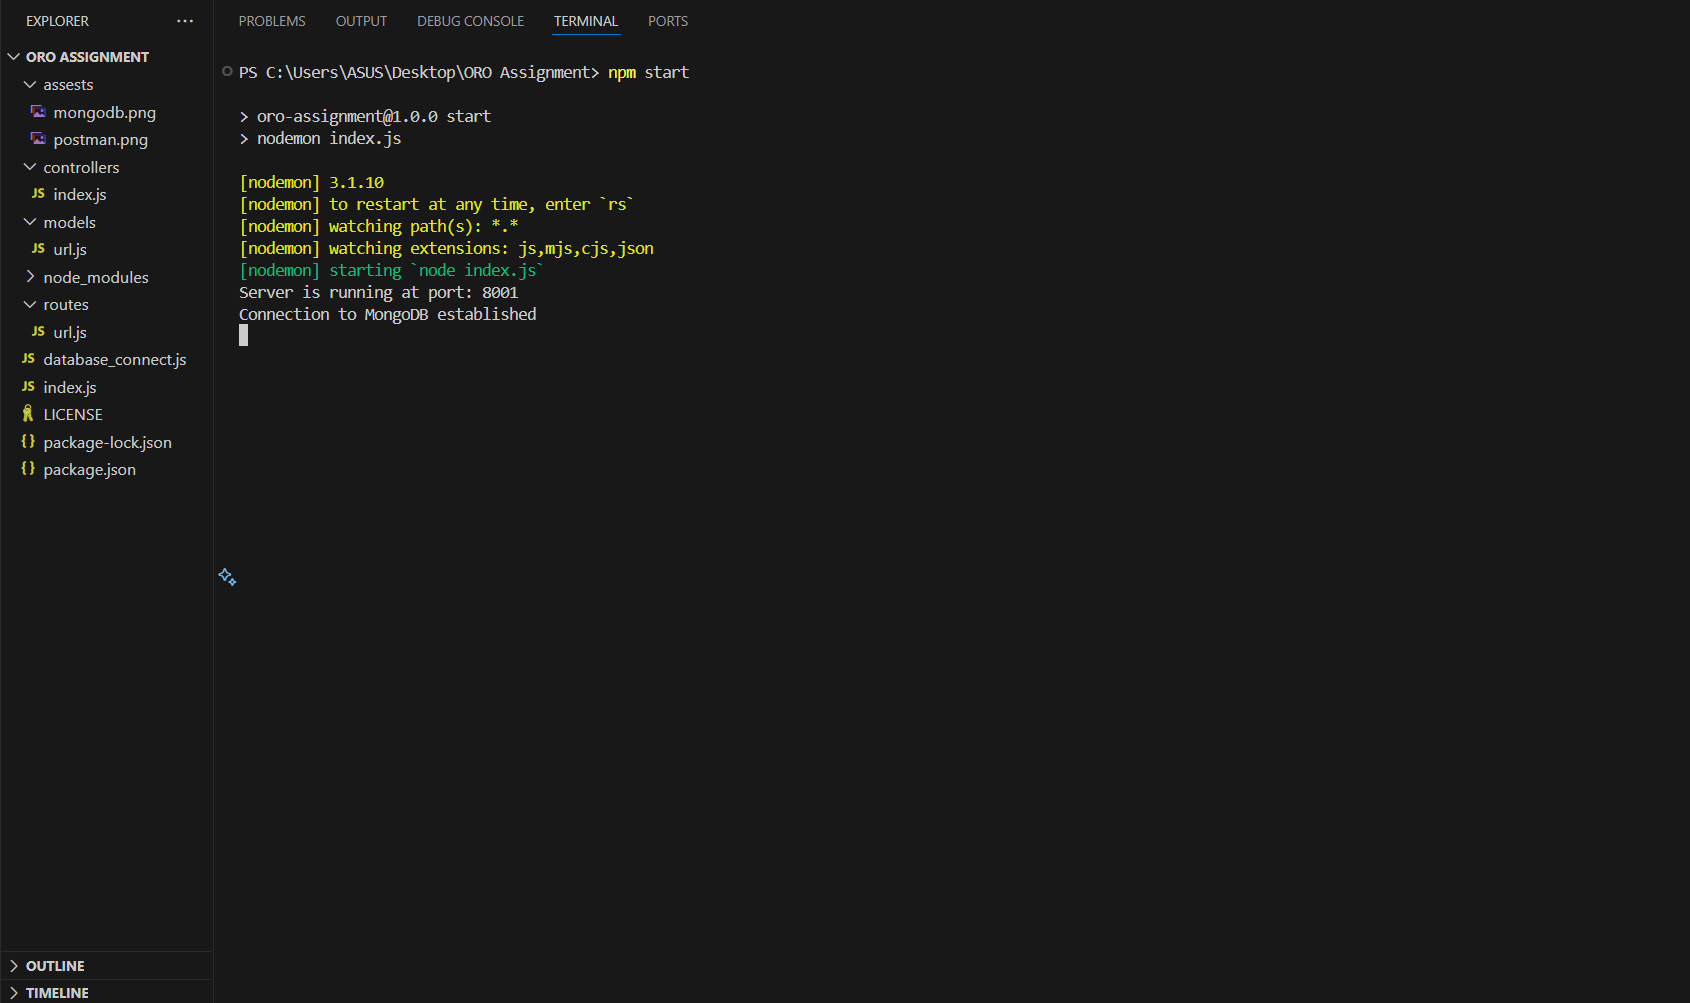 EXPLORER
ORO ASSIGNMENT
assests
mongodb.png
postman.png
controllers
JS index.js
models
JS url.js
node_modules
routes
JS url.js
JS database_connect.js
JS index.js
LICENSE
{} package-lock.json
{} package.json
OUTLINE
TIMELINE
PROBLEMS OUTPUT DEBUG CONSOLE TERMINAL PORTS
PS C:\Users\ASUS\Desktop\ORO Assignment> npm start
> oro-assignment@1.0.0 start
> nodemon index.js
[nodemon] 3.1.10
[nodemon] to restart at any time, enter `rs`
[nodemon] watching path(s): *.*
[nodemon] watching extensions: js,mjs,cjs,json
[nodemon] starting `node index.js`
Server is running at port: 8001
Connection to MongoDB established